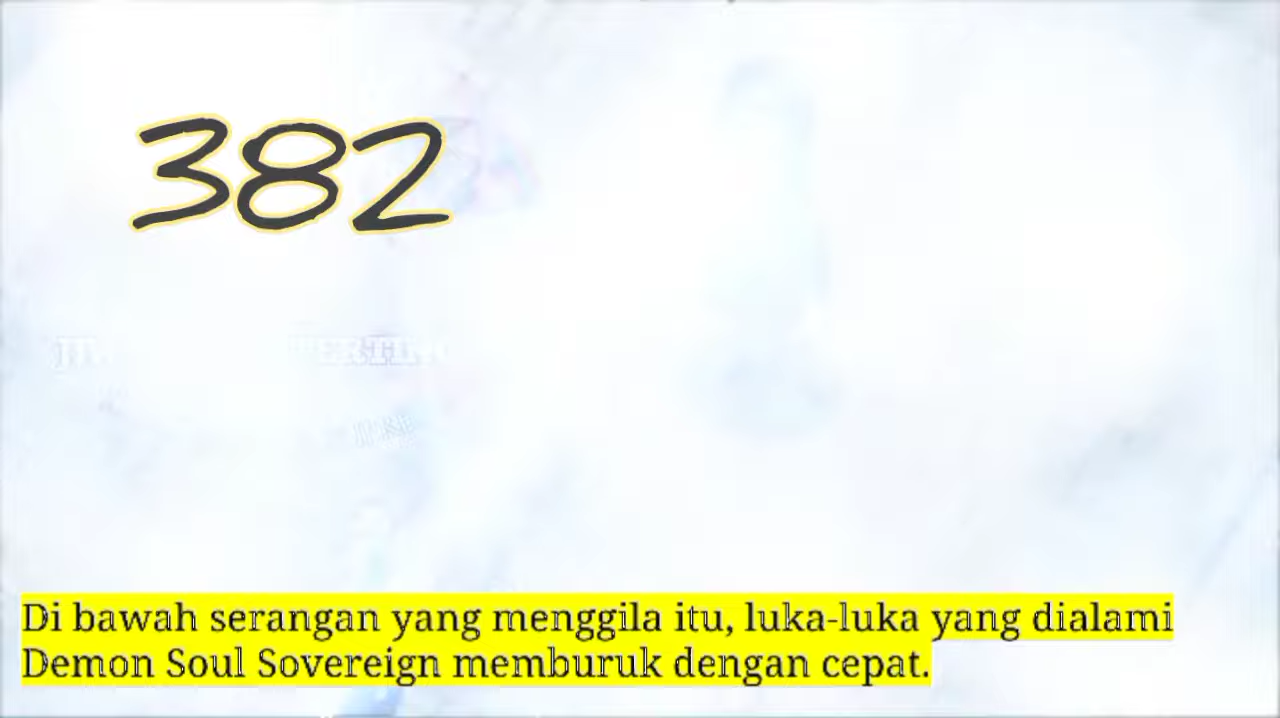 382
Di bawah serangan yang menggila itu, luka-luka yang dialami
Demon Soul Sovereign memburuk dengan cepat.